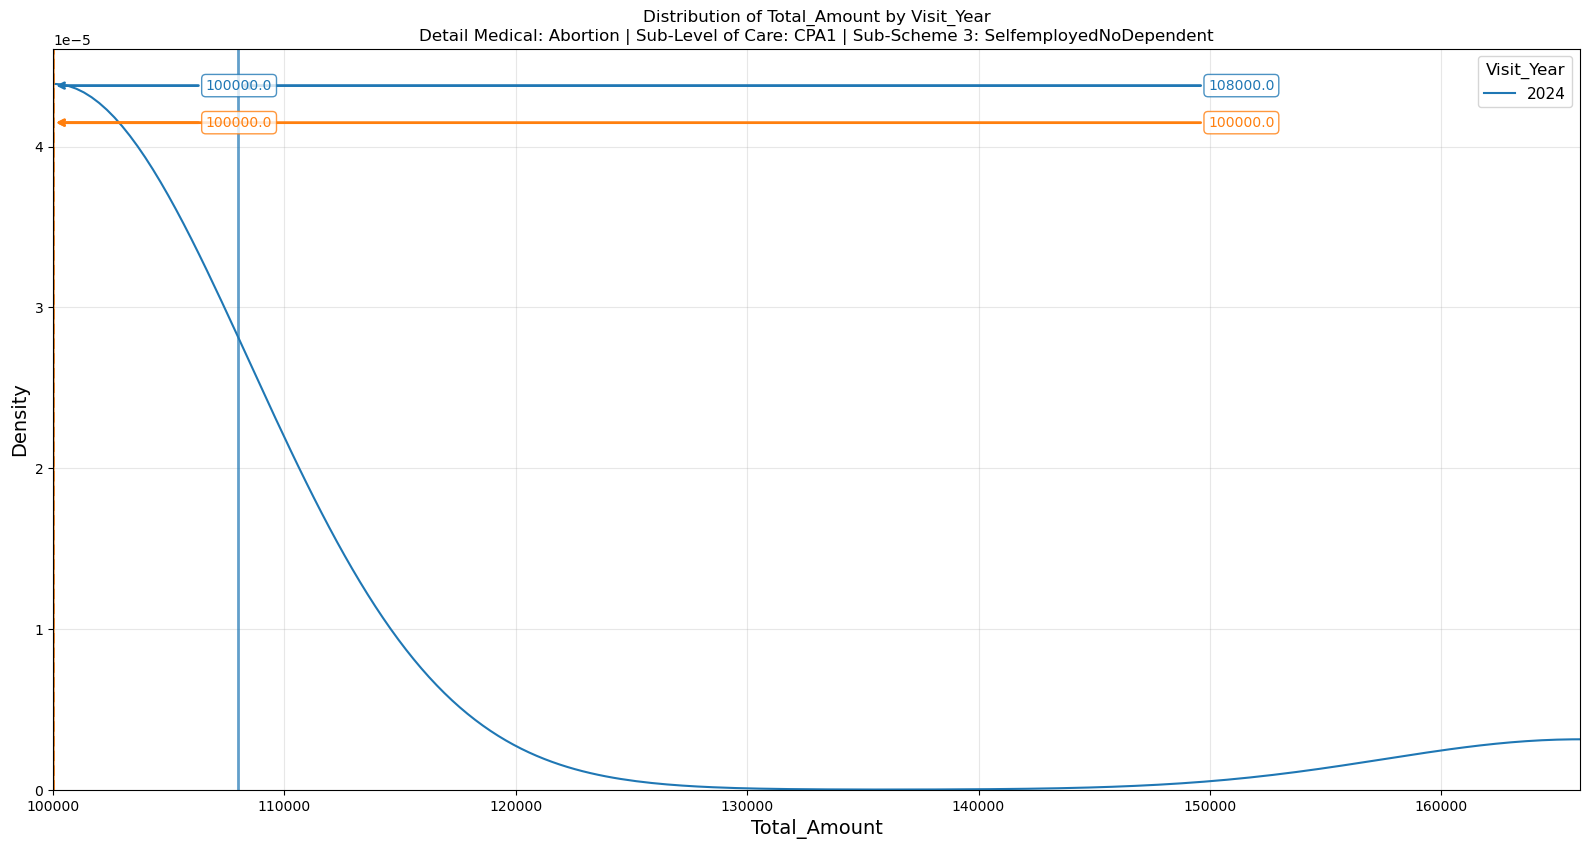 Distribution of Total_Amount by Visit_Year
Detail Medical: Abortion | Sub-Level of Care: CPA1 | Sub-Scheme 3: SelfemployedNoDependent
1e−5
Visit_Year
2024
100000.0
108000.0
100000.0
100000.0
4
3
2
1
0
Density
100000
110000
120000
130000
140000
150000
160000
Total_Amount